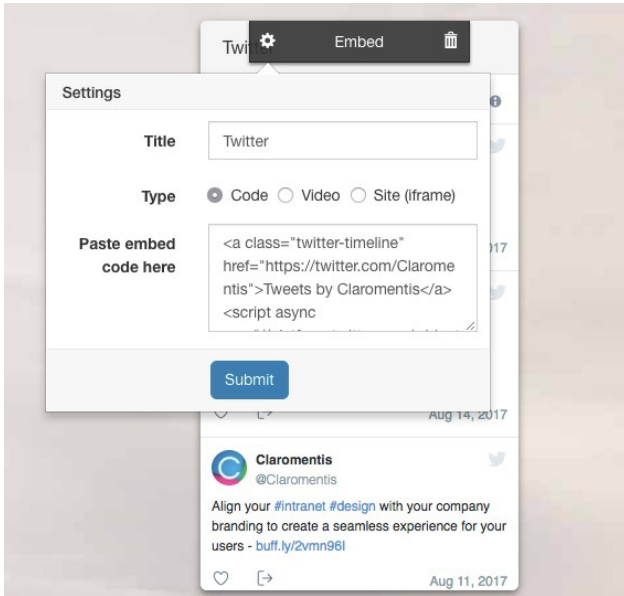 Twi
Embed
Settings
Title
Twitter
Type
Code
Video
Site (iframe)
Paste embed
code here
<a class="twitter-timeline"
href="https://twitter.com/Clarome
ntis">Tweets by Claromentis</a>
<script async
17
Aug 14, 2017
Claromentis
@Claromentis
Align your #intranet #design with your company
branding to create a seamless experience for your
users - buff.ly/2vmn96I
Aug 11, 2017
Submit